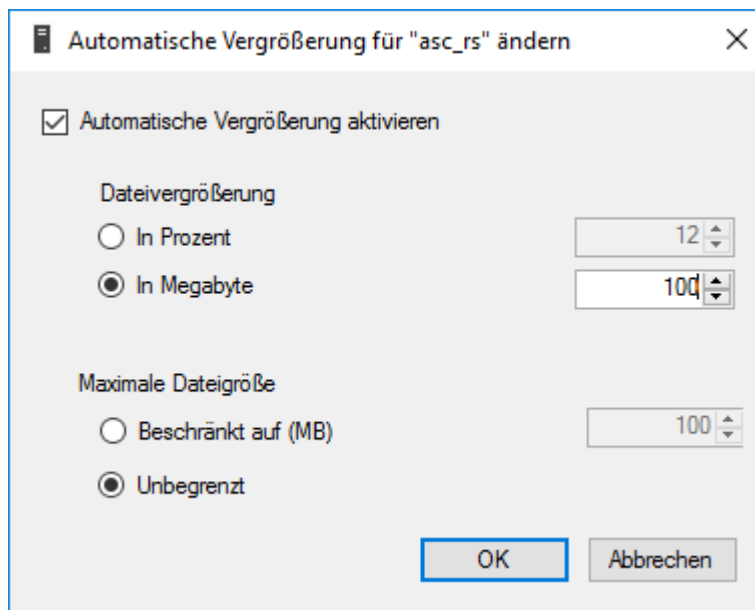 Automatische Vergrößerung für "asc_rs" ändern
Automatische Vergrößerung aktivieren
Dateivergrößerung
In Prozent 12
In Megabyte 100
Maximale Dateigröße
Beschränkt auf (MB) 100
Unbegrenzt
OK Abbrechen